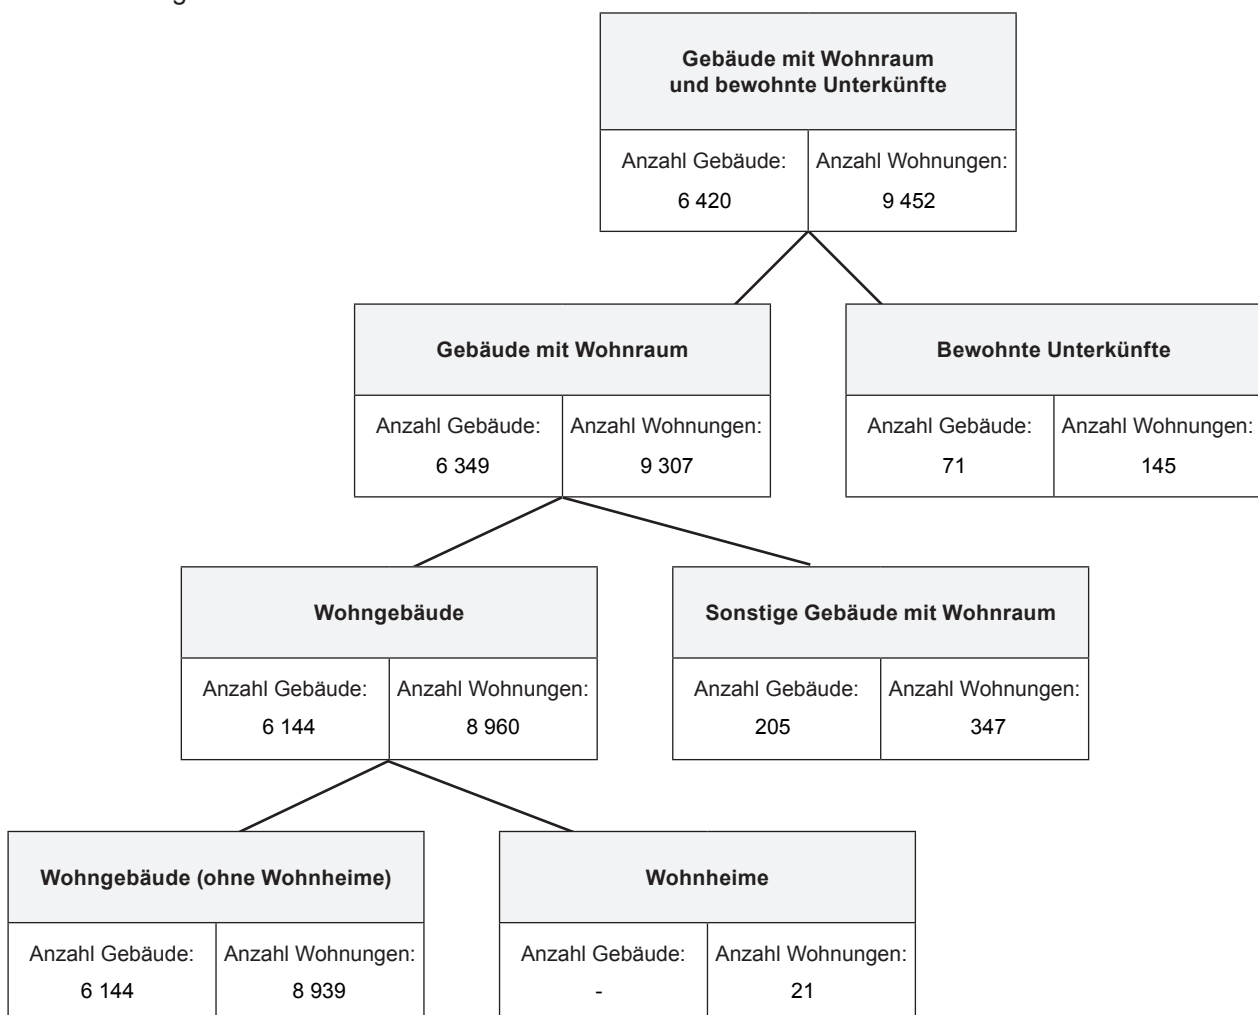 Gebäude mit Wohnraum
und bewohnte Unterkünfte
Anzahl Gebäude: Anzahl Wohnungen:
6 420 9 452
Gebäude mit Wohnraum Bewohnte Unterkünfte
Anzahl Gebäude: Anzahl Wohnungen: Anzahl Gebäude: Anzahl Wohnungen:
6 349 9 307 71 145
Wohngebäude Sonstige Gebäude mit Wohnraum
Anzahl Gebäude: Anzahl Wohnungen: Anzahl Gebäude: Anzahl Wohnungen:
6 144 8 960 205 347
Wohngebäude (ohne Wohnheime) Wohnheime
Anzahl Gebäude: Anzahl Wohnungen: Anzahl Gebäude: Anzahl Wohnungen:
6 144 8 939 - 21